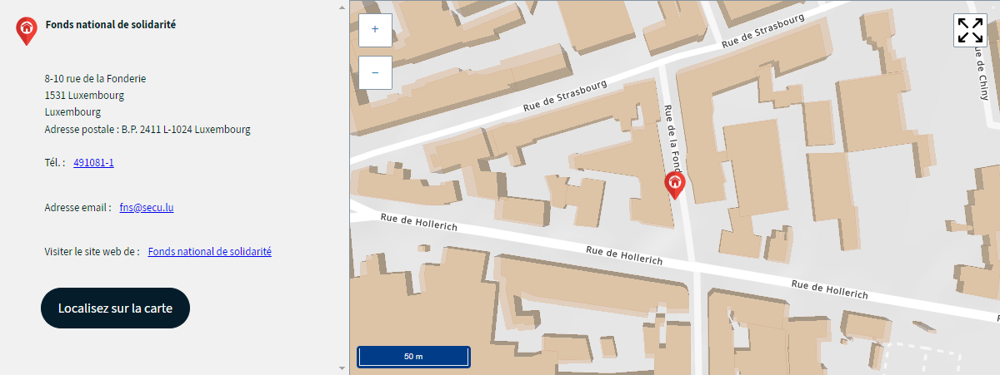 Fonds national de solidarité
8-10 rue de la Fonderie
1531 Luxembourg
Luxembourg
Adresse postale : B.P. 2411 L-1024 Luxembourg
Tél. : 491081-1
Adresse email : fns@secu.lu
Visiter le site web de : Fonds national de solidarité
Localisez sur la carte
+
−
Rue de Strasbourg
Rue de Strasbourg
Rue de la Fond
Rue de Chiny
Rue de Hollerich
Rue de Hollerich
Rue de Hollerich
50 m